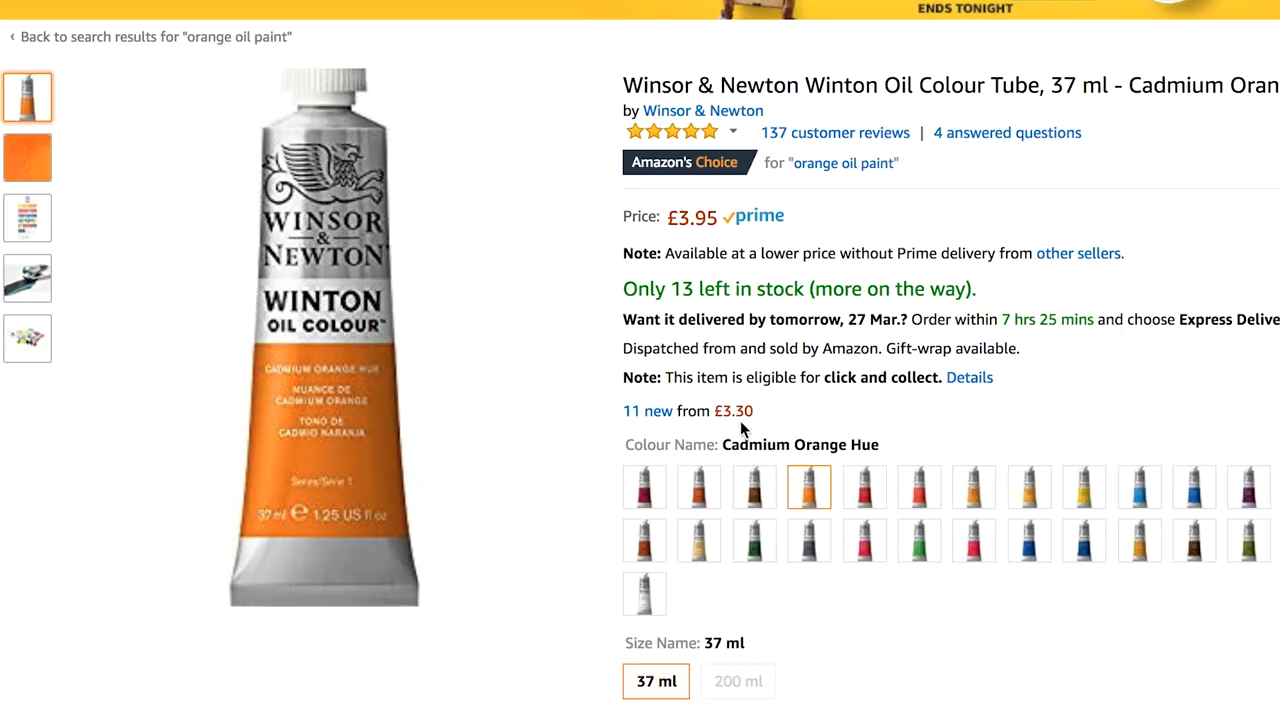 ENDS TONIGHT
‹ Back to search results for "orange oil paint"
WINSOR
&
NEWTON
WINTON
OIL COLOUR™
CADMIUM ORANGE HUE
NUANCE DE
CADMIUM ORANGE
TONO DE
CADMIO NARANJA
Series/Série 1
37 ml ℮ 1.25 US fl oz
Winsor & Newton Winton Oil Colour Tube, 37 ml - Cadmium Oran
by Winsor & Newton
137 customer reviews | 4 answered questions
Amazon's Choice for "orange oil paint"
Price: £3.95 prime
Note: Available at a lower price without Prime delivery from other sellers.
Only 13 left in stock (more on the way).
Want it delivered by tomorrow, 27 Mar.? Order within 7 hrs 25 mins and choose Express Delive
Dispatched from and sold by Amazon. Gift-wrap available.
Note: This item is eligible for click and collect. Details
11 new from £3.30
Colour Name: Cadmium Orange Hue
Size Name: 37 ml
37 ml 200 ml